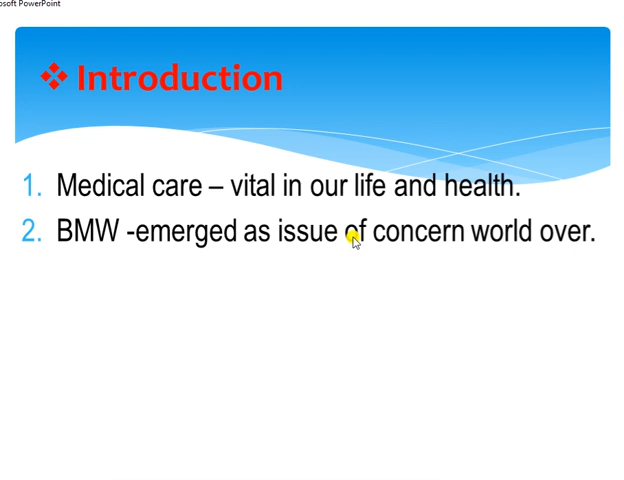 osoft PowerPoint
❖ Introduction
1. Medical care – vital in our life and health.
2. BMW -emerged as issue of concern world over.